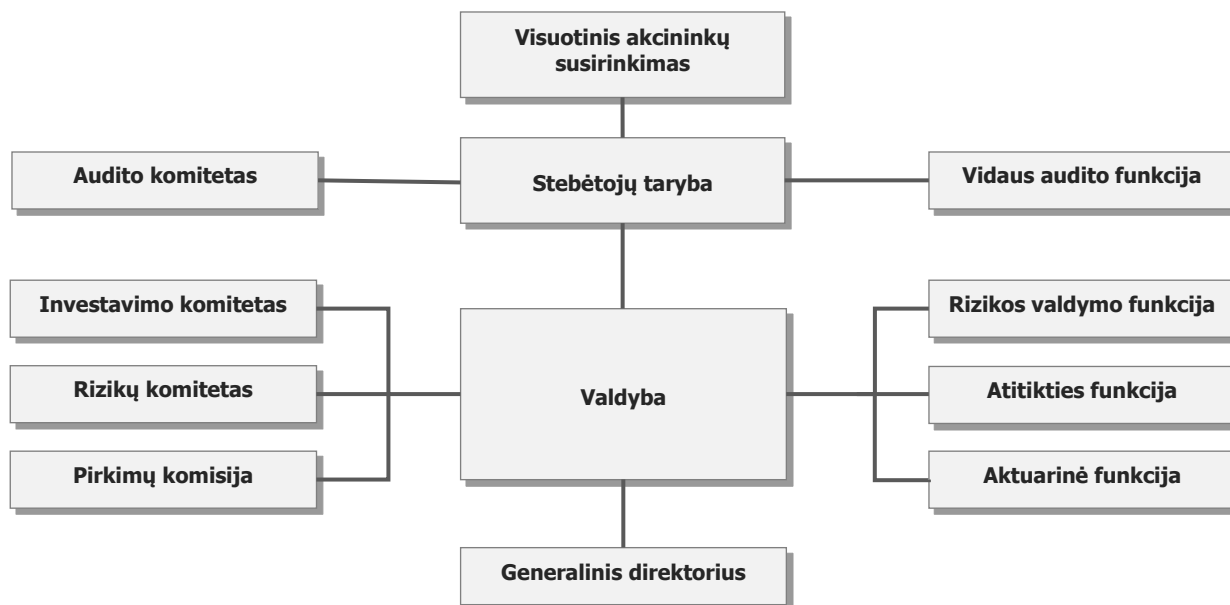 Visuotinis akcininkų
susirinkimas
Audito komitetas
Stebėtojų taryba
Vidaus audito funkcija
Investavimo komitetas
Rizikos valdymo funkcija
Rizikų komitetas
Valdyba
Atitikties funkcija
Pirkimų komisija
Aktuarinė funkcija
Generalinis direktorius